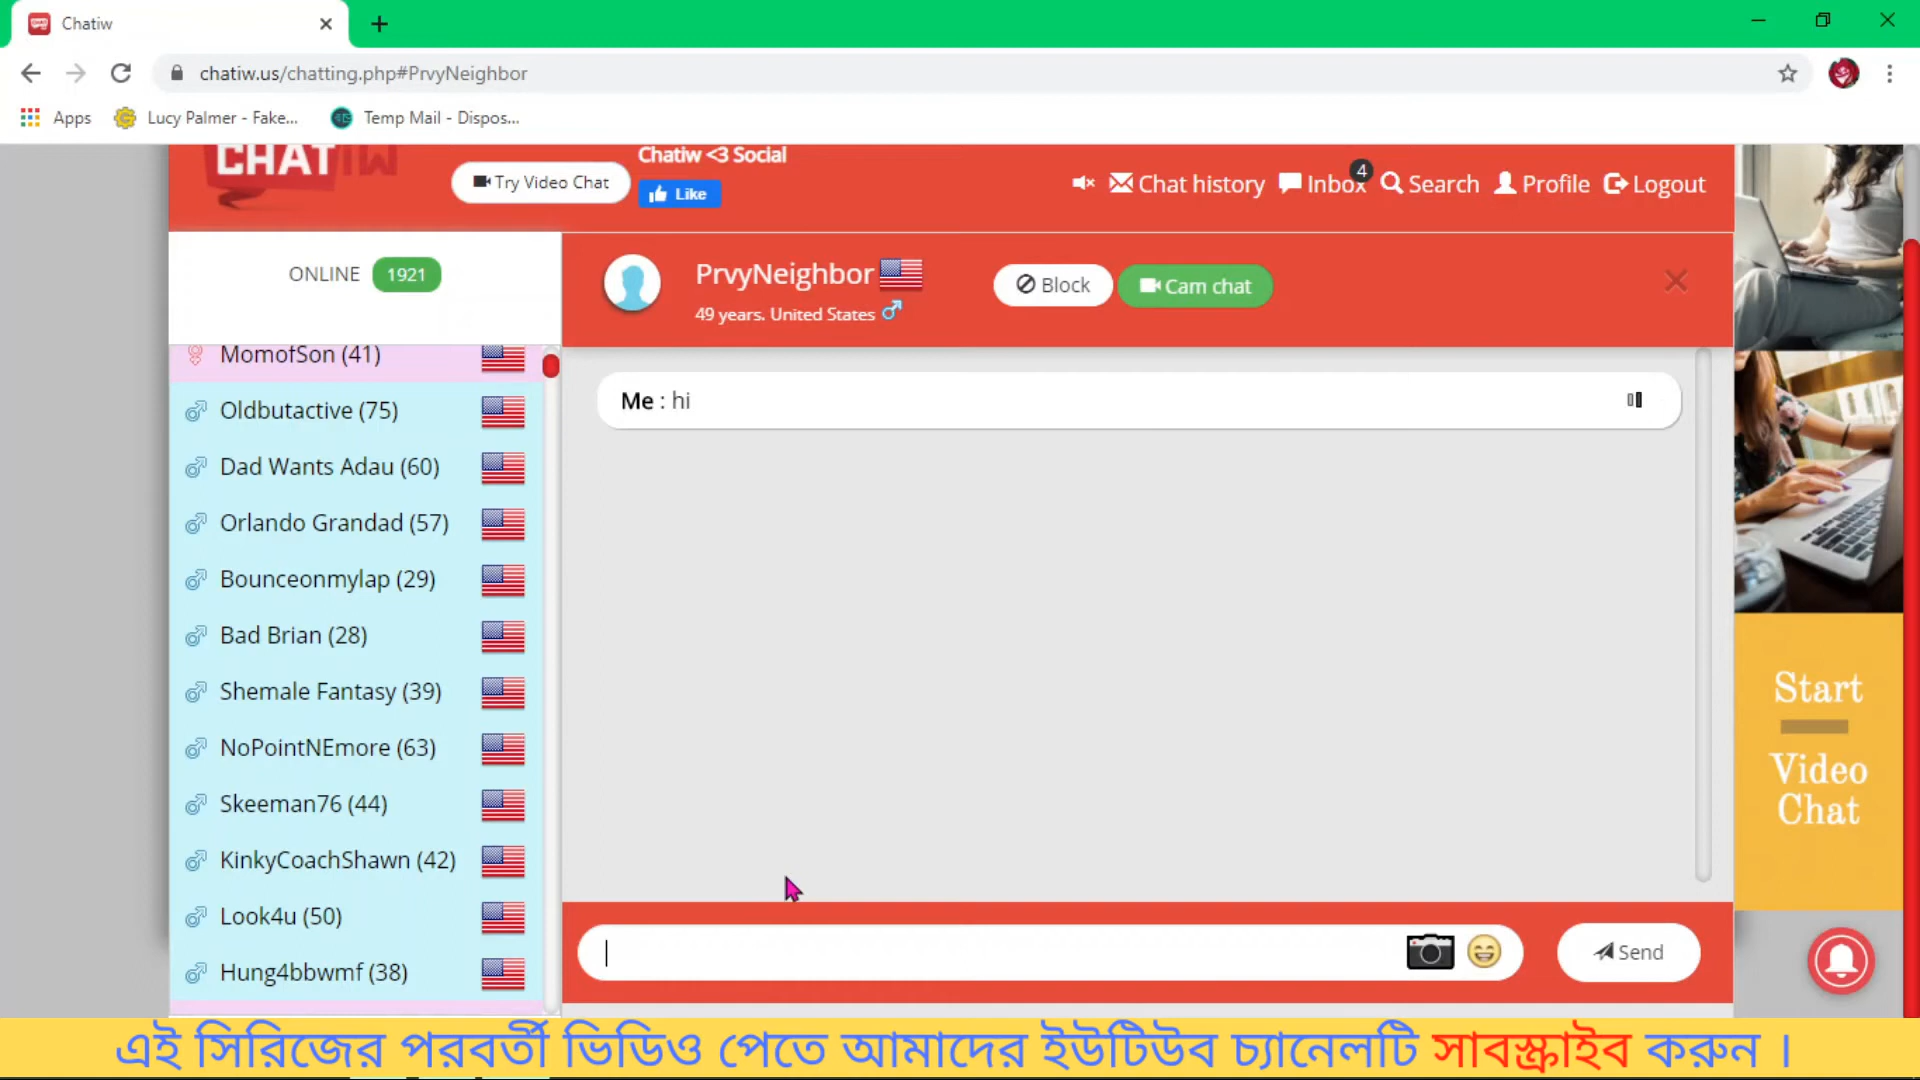 Chatiw
chatiw.us/chatting.php#PrvyNeighbor
Apps
Lucy Palmer - Fake...
Temp Mail - Dispos...
CHATIW
Try Video Chat
Chatiw <3 Social
Like
Chat history
Inbox
4
Search
Profile
Logout
ONLINE 1921
PrvyNeighbor
49 years. United States
Block
Cam chat
MomofSon (41)
Oldbutactive (75)
Dad Wants Adau (60)
Orlando Grandad (57)
Bounceonmylap (29)
Bad Brian (28)
Shemale Fantasy (39)
NoPointNEmore (63)
Skeeman76 (44)
KinkyCoachShawn (42)
Look4u (50)
Hung4bbwmf (38)
Me : hi
Send
Start
Video
Chat
এই সিরিজের পরবর্তী ভিডিও পেতে আমাদের ইউটিউব চ্যানেলটি সাবস্ক্রাইব করুন ।